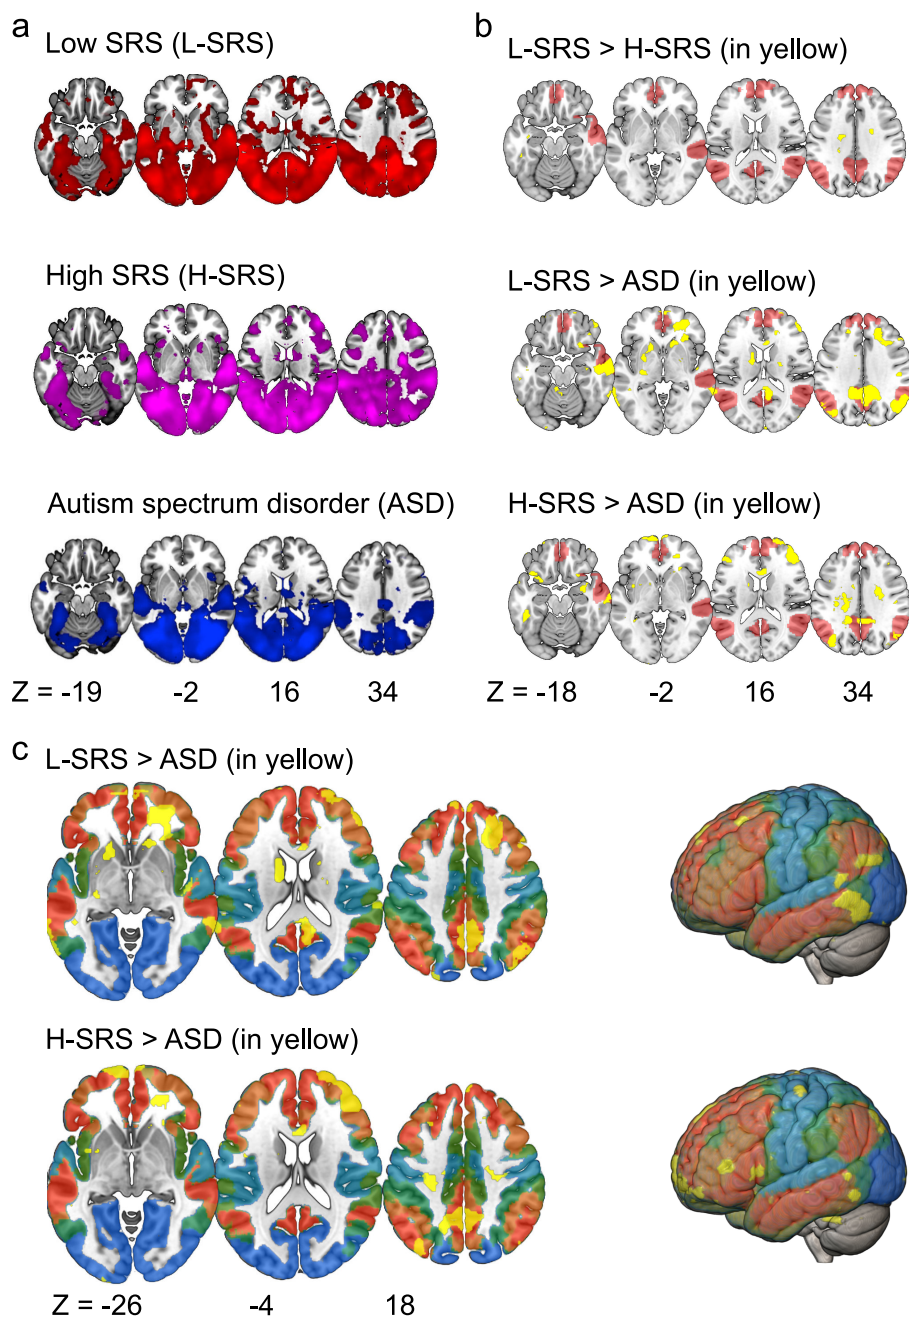 a
Low SRS (L-SRS)
High SRS (H-SRS)
Autism spectrum disorder (ASD)
Z = -19 -2 16 34
b
L-SRS > H-SRS (in yellow)
L-SRS > ASD (in yellow)
H-SRS > ASD (in yellow)
Z = -18 -2 16 34
c
L-SRS > ASD (in yellow)
H-SRS > ASD (in yellow)
Z = -26 -4 18